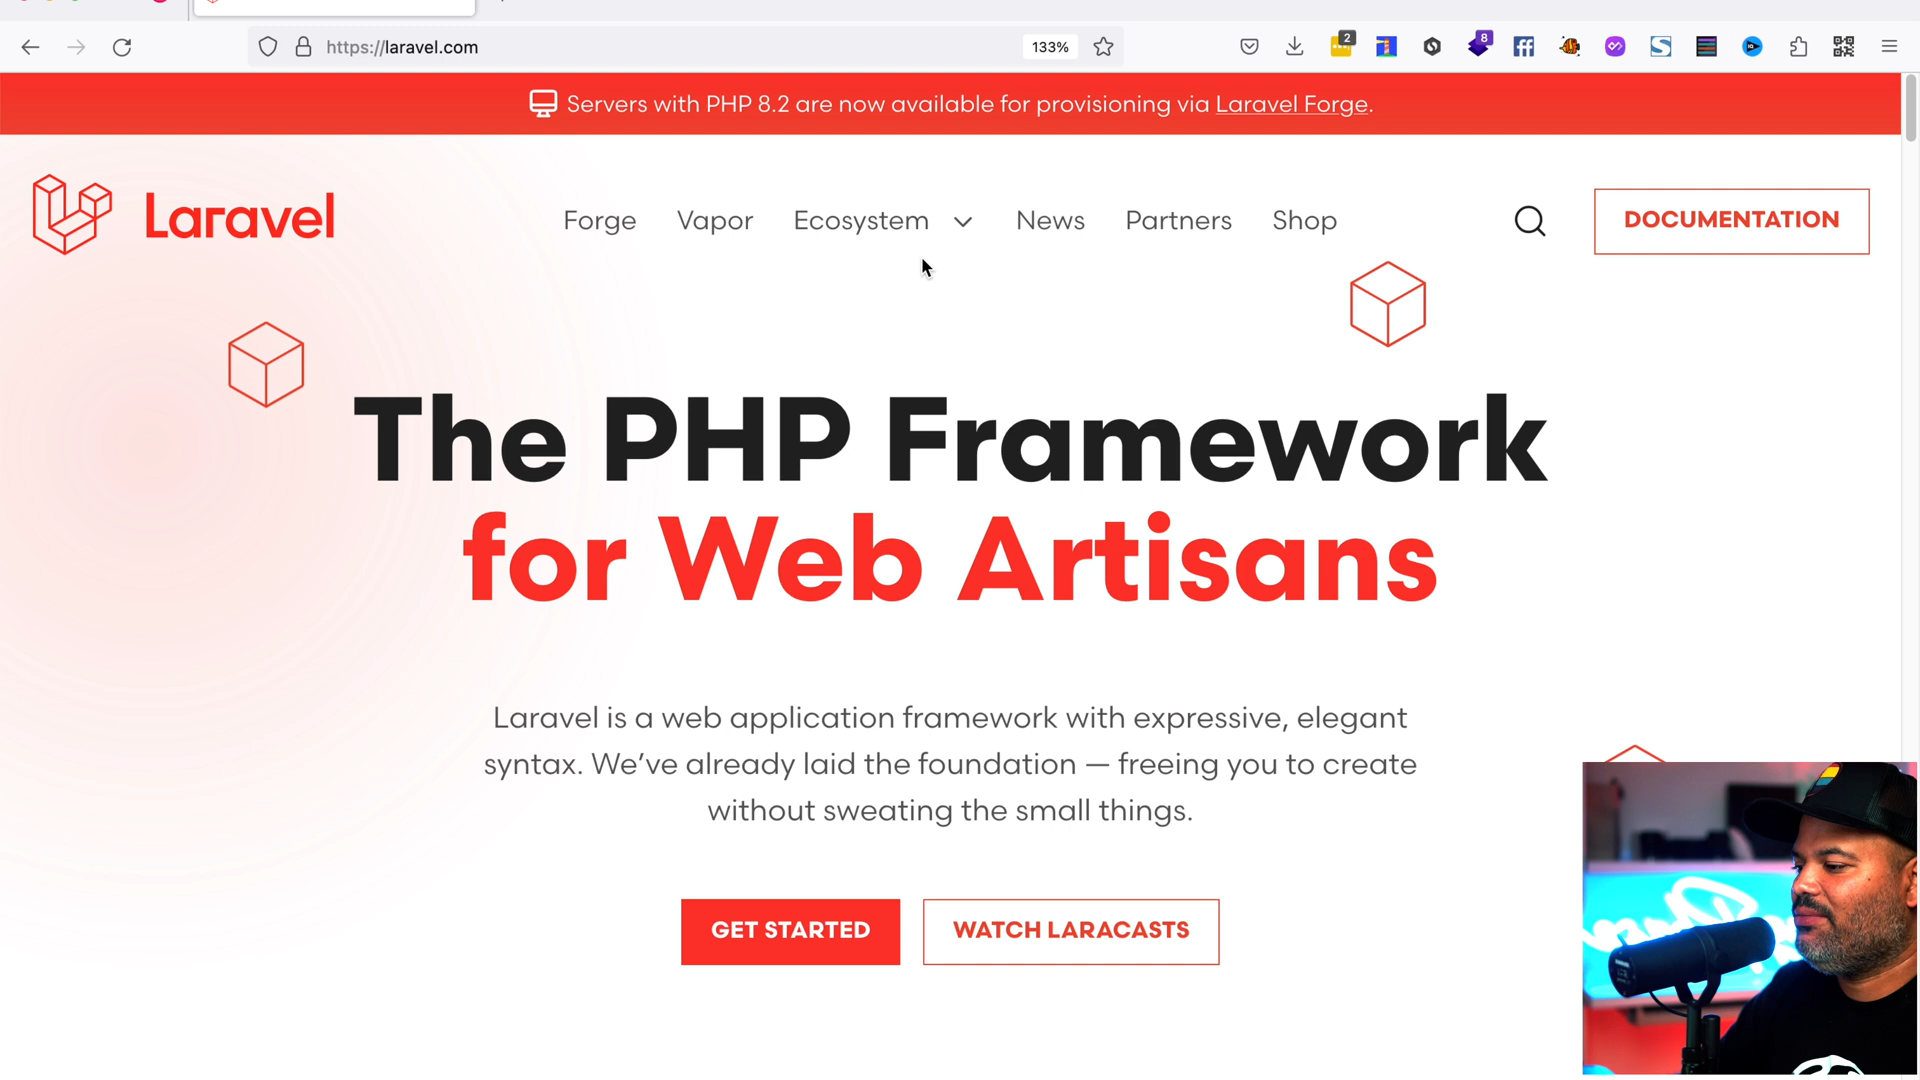 https://laravel.com
133%
2
8
Servers with PHP 8.2 are now available for provisioning via Laravel Forge.
Laravel
Forge
Vapor
Ecosystem
News
Partners
Shop
DOCUMENTATION
The PHP Framework
for Web Artisans
Laravel is a web application framework with expressive, elegant
syntax. We’ve already laid the foundation — freeing you to create
without sweating the small things.
GET STARTED
WATCH LARACASTS